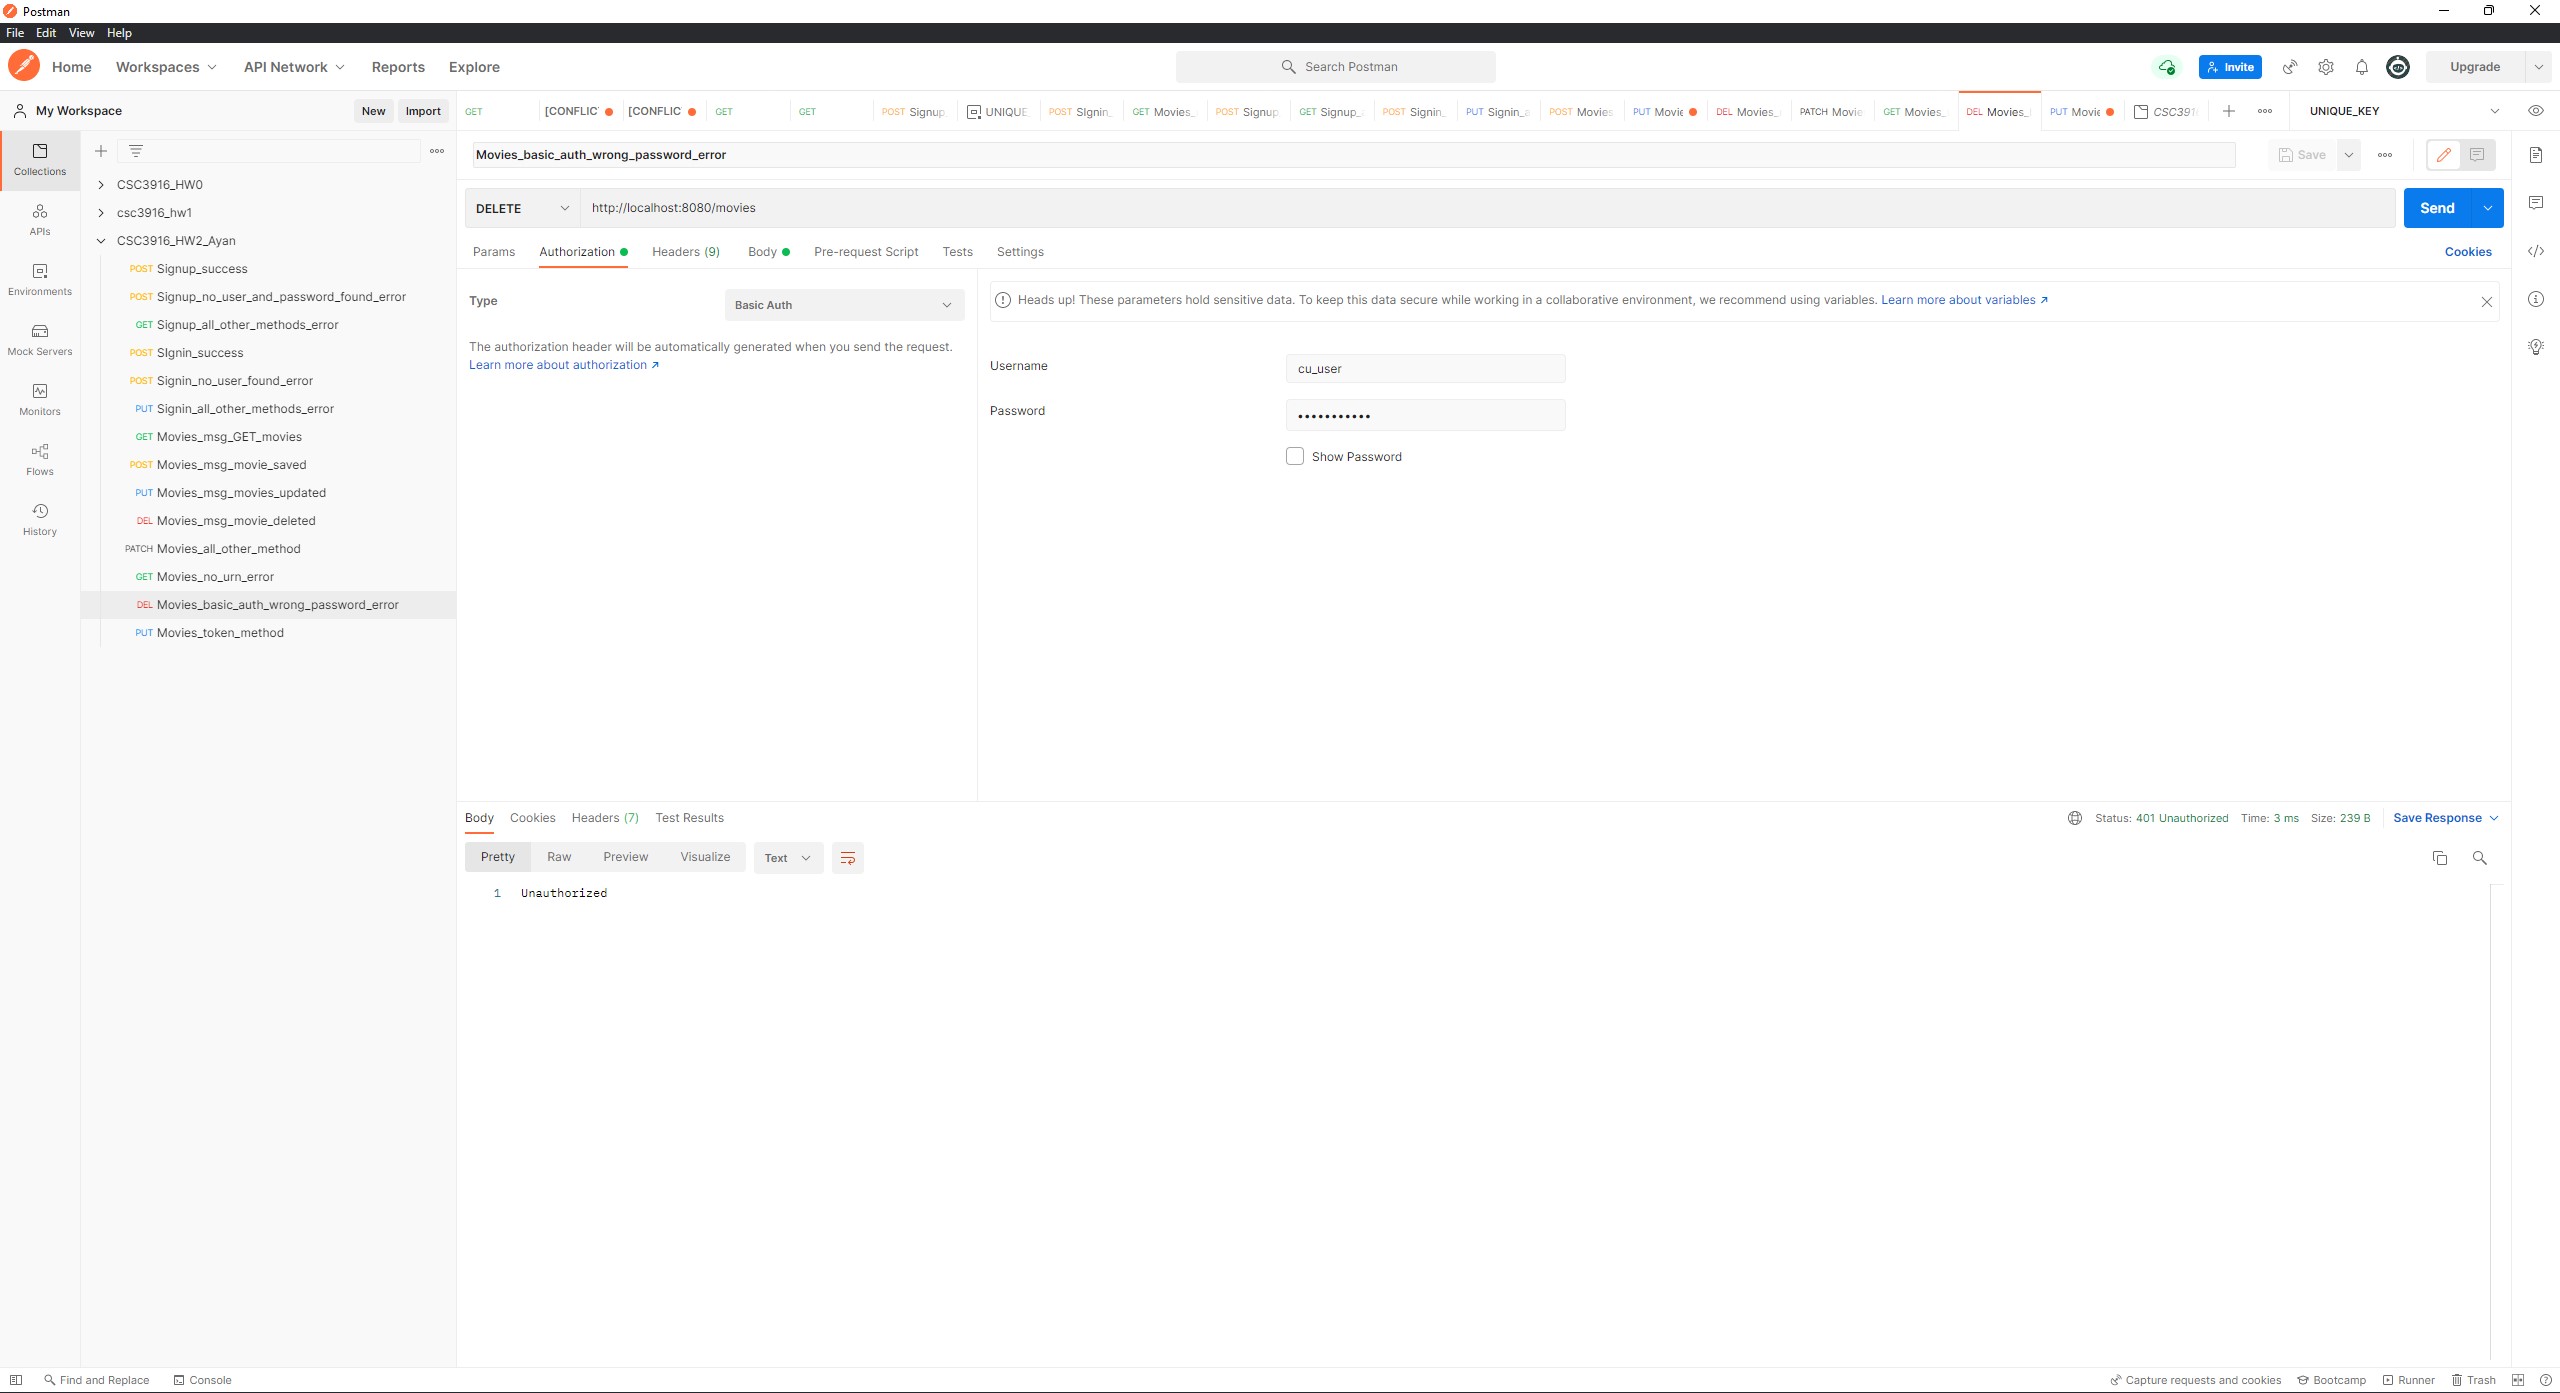 Postman
File Edit View Help
Home Workspaces API Network Reports Explore Search Postman Invite Upgrade
My Workspace New Import
GET [CONFLIC [CONFLIC GET GET POST Signup UNIQUE POST SIgnin_ GET Movies_ POST Signup GET Signup_ POST Signin_ PUT Signin_a POST Movies PUT Movie DEL Movies_ PATCH Movie GET Movies_ DEL Movies_ PUT Movie CSC391 UNIQUE_KEY
Collections
APIs
Environments
Mock Servers
Monitors
Flows
History
CSC3916_HW0
csc3916_hw1
CSC3916_HW2_Ayan
POST Signup_success
POST Signup_no_user_and_password_found_error
GET Signup_all_other_methods_error
POST SIgnin_success
POST Signin_no_user_found_error
PUT Signin_all_other_methods_error
GET Movies_msg_GET_movies
POST Movies_msg_movie_saved
PUT Movies_msg_movies_updated
DEL Movies_msg_movie_deleted
PATCH Movies_all_other_method
GET Movies_no_urn_error
DEL Movies_basic_auth_wrong_password_error
PUT Movies_token_method
Movies_basic_auth_wrong_password_error Save
DELETE http://localhost:8080/movies Send
Params Authorization Headers (9) Body Pre-request Script Tests Settings Cookies
Type Basic Auth
The authorization header will be automatically generated when you send the request.
Learn more about authorization ↗
Heads up! These parameters hold sensitive data. To keep this data secure while working in a collaborative environment, we recommend using variables. Learn more about variables ↗
Username cu_user
Password •••••••••••
Show Password
Body Cookies Headers (7) Test Results Status: 401 Unauthorized Time: 3 ms Size: 239 B Save Response
Pretty Raw Preview Visualize Text
1 Unauthorized
Find and Replace Console Capture requests and cookies Bootcamp Runner Trash